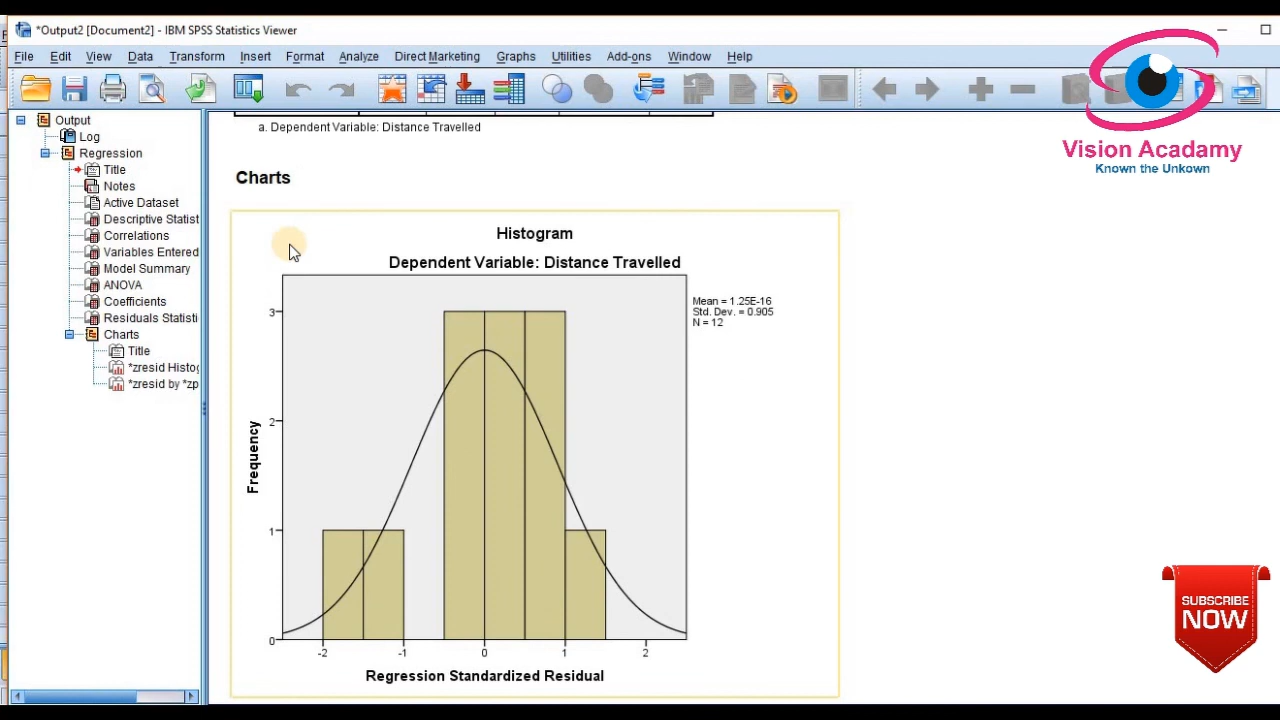 *Output2 [Document2] - IBM SPSS Statistics Viewer
File Edit View Data Transform Insert Format Analyze Direct Marketing Graphs Utilities Add-ons Window Help
Vision Acadamy
Known the Unkown
Output
Log
Regression
Title
Notes
Active Dataset
Descriptive Statist
Correlations
Variables Entered
Model Summary
ANOVA
Coefficients
Residuals Statisti
Charts
Title
*zresid Histog
*zresid by *zp
a. Dependent Variable: Distance Travelled
Charts
Histogram
Dependent Variable: Distance Travelled
Mean = 1.25E-16
Std. Dev. = 0.905
N = 12
Frequency
3
2
1
0
-2 -1 0 1 2
Regression Standardized Residual
SUBSCRIBE
NOW